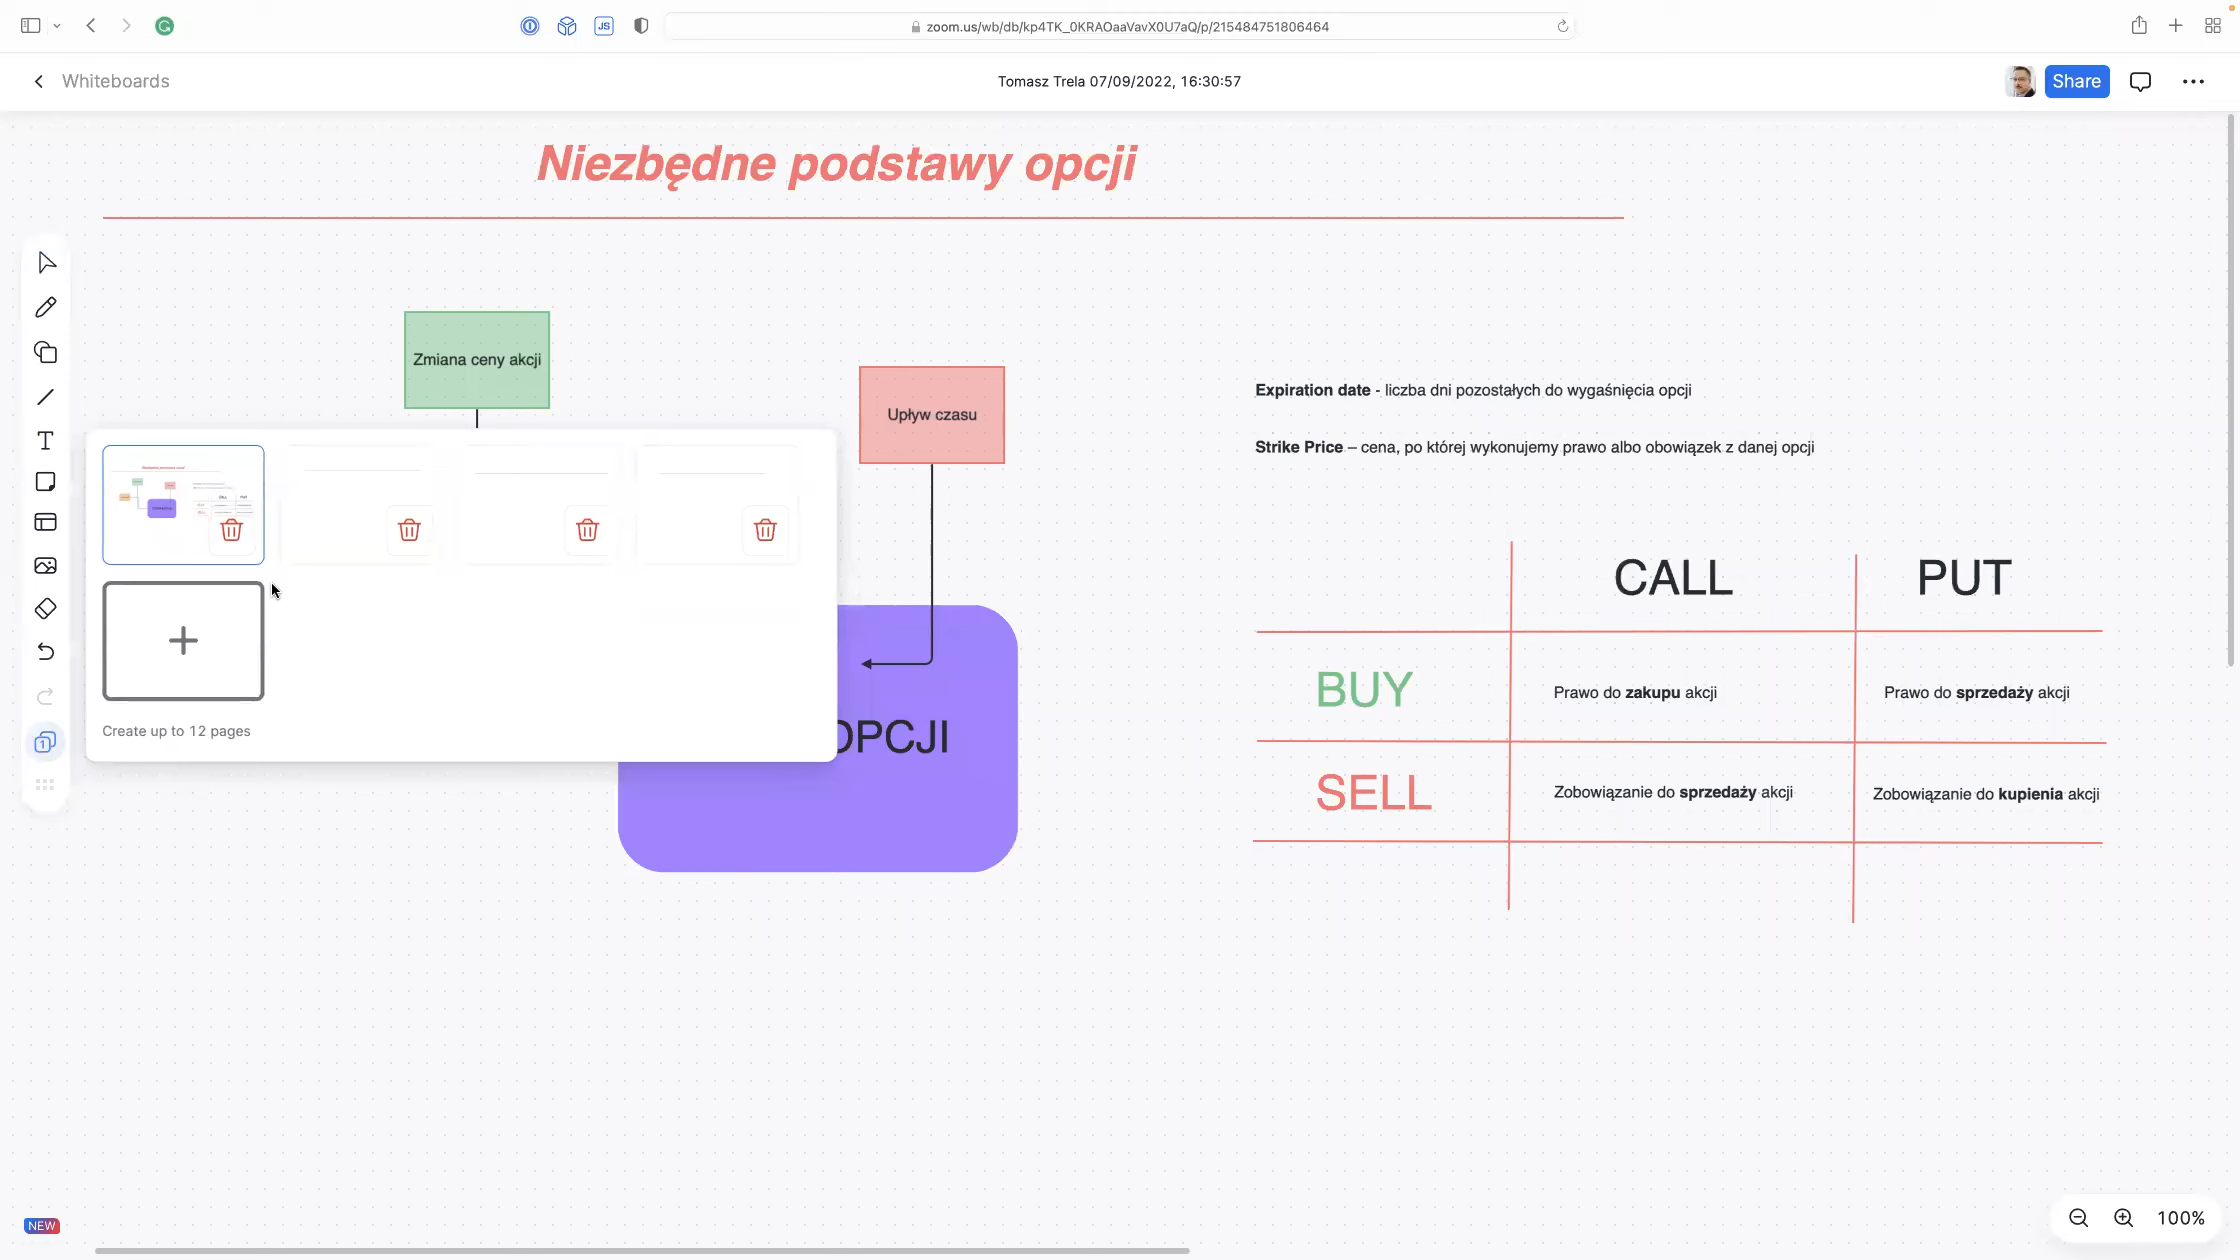 JS
zoom.us/wb/db/kp4TK_0KRAOaaVavX0U7aQ/p/215484751806464
Whiteboards
Tomasz Trela 07/09/2022, 16:30:57
Share
Niezbędne podstawy opcji
Zmiana ceny akcji
Upływ czasu
Expiration date - liczba dni pozostałych do wygaśnięcia opcji
Strike Price – cena, po której wykonujemy prawo albo obowiązek z danej opcji
CALL
PUT
BUY
Prawo do zakupu akcji
Prawo do sprzedaży akcji
SELL
Zobowiązanie do sprzedaży akcji
Zobowiązanie do kupienia akcji
OPCJI
Create up to 12 pages
1
NEW
100%